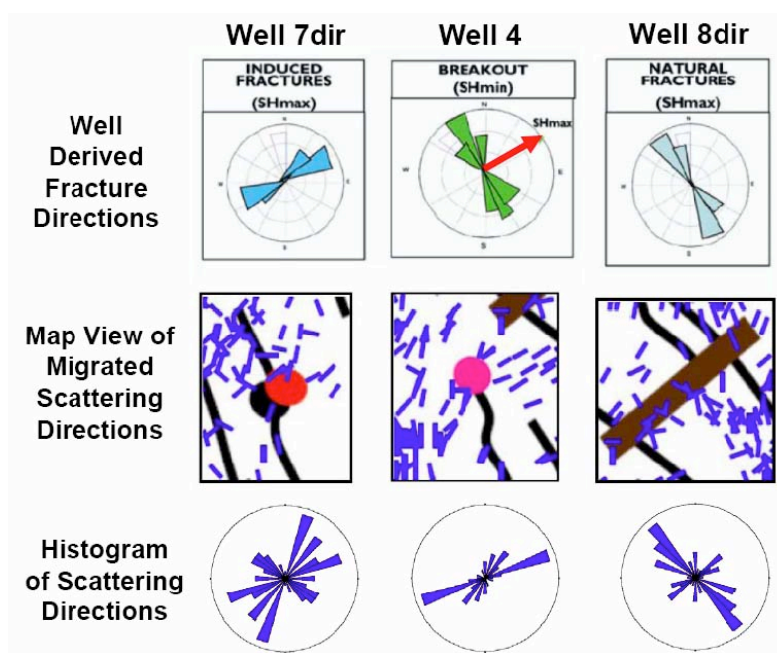 Well 7dir
Well 4
Well 8dir
Well
Derived
Fracture
Directions
INDUCED
FRACTURES
(SHmax)
BREAKOUT
(SHmin)
SHmax
N
W
E
S
NATURAL
FRACTURES
(SHmax)
Map View of
Migrated
Scattering
Directions
Histogram
of Scattering
Directions